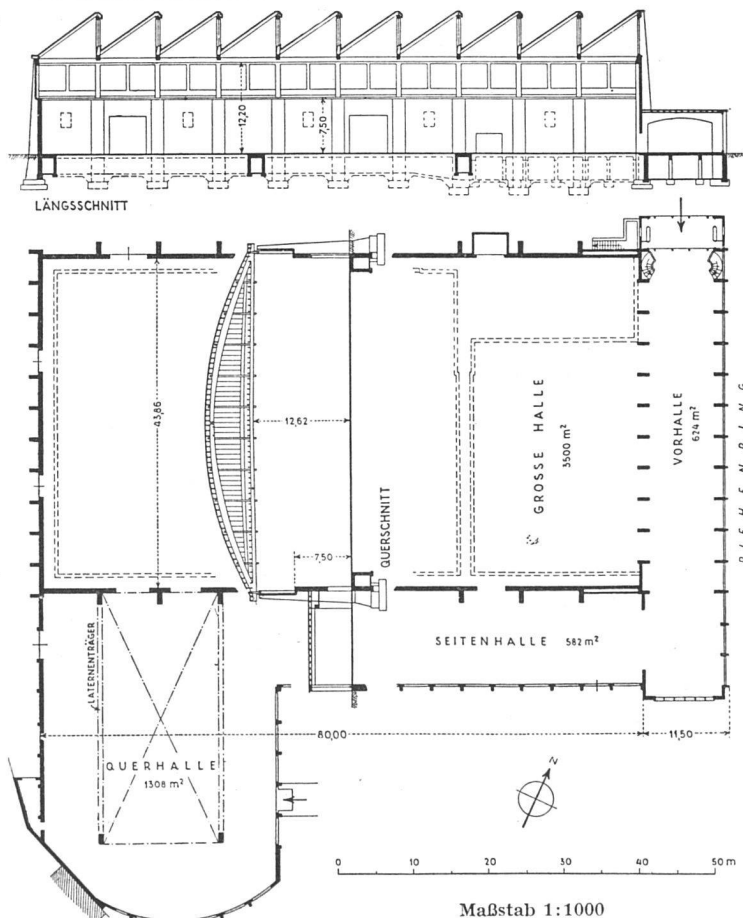 12,20
7,50
LÄNGSSCHNITT
43,86
12,62
7,50
QUERSCHNITT
GROSSE HALLE
3500 m²
VORHALLE
624 m²
RIEHENRING
SEITENHALLE 582 m²
LATERNENTRÄGER
80,00
11,50
QUERHALLE
1308 m²
N
0 10 20 30 40 50 m
Maßstab 1:1000